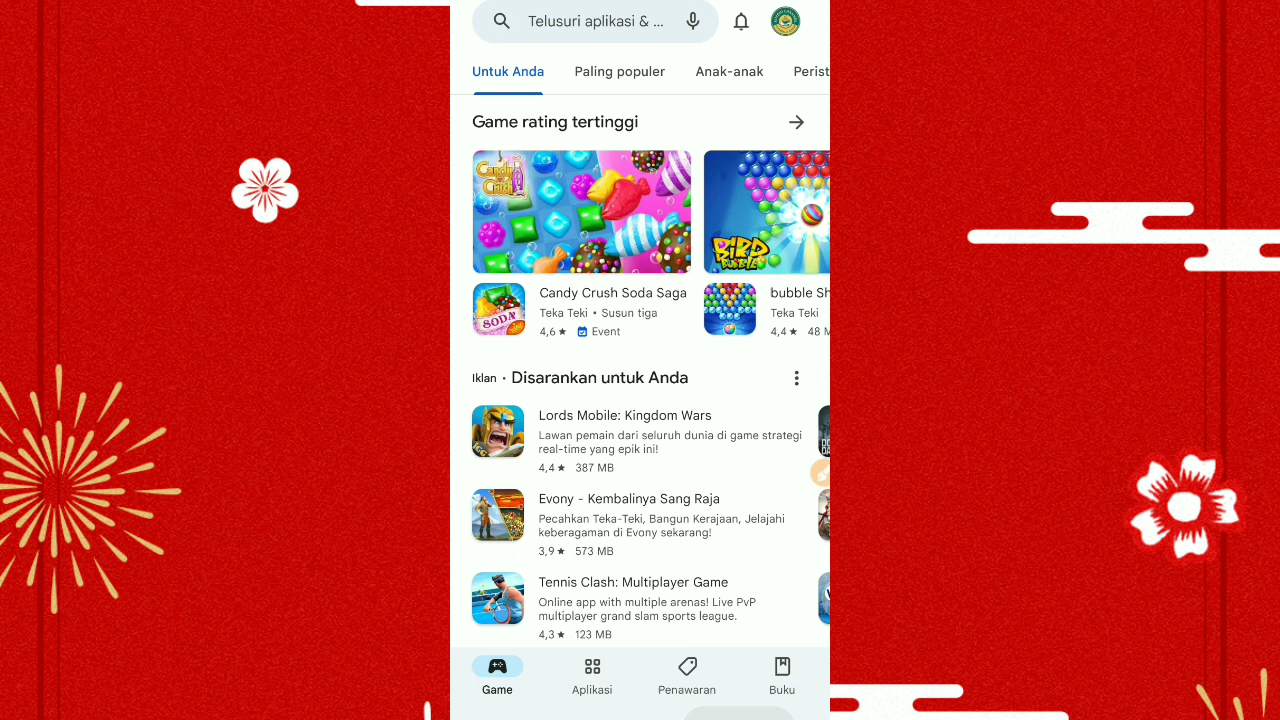 Telusuri aplikasi & ...
Untuk Anda
Paling populer
Anak-anak
Perist
Game rating tertinggi
Candy Crush
BIRD BUBBLE
SODA
Candy Crush Soda Saga
Teka Teki • Susun tiga
4,6★ Event
bubble Sh
Teka Teki
4,4★ 48 M
Iklan • Disarankan untuk Anda
IGG
Lords Mobile: Kingdom Wars
Lawan pemain dari seluruh dunia di game strategi
real-time yang epik ini!
4,4★ 387 MB
Evony - Kembalinya Sang Raja
Pecahkan Teka-Teki, Bangun Kerajaan, Jelajahi
keberagaman di Evony sekarang!
3,9★ 573 MB
Tennis Clash: Multiplayer Game
Online app with multiple arenas! Live PvP
multiplayer grand slam sports league.
4,3★ 123 MB
Game
Aplikasi
Penawaran
Buku